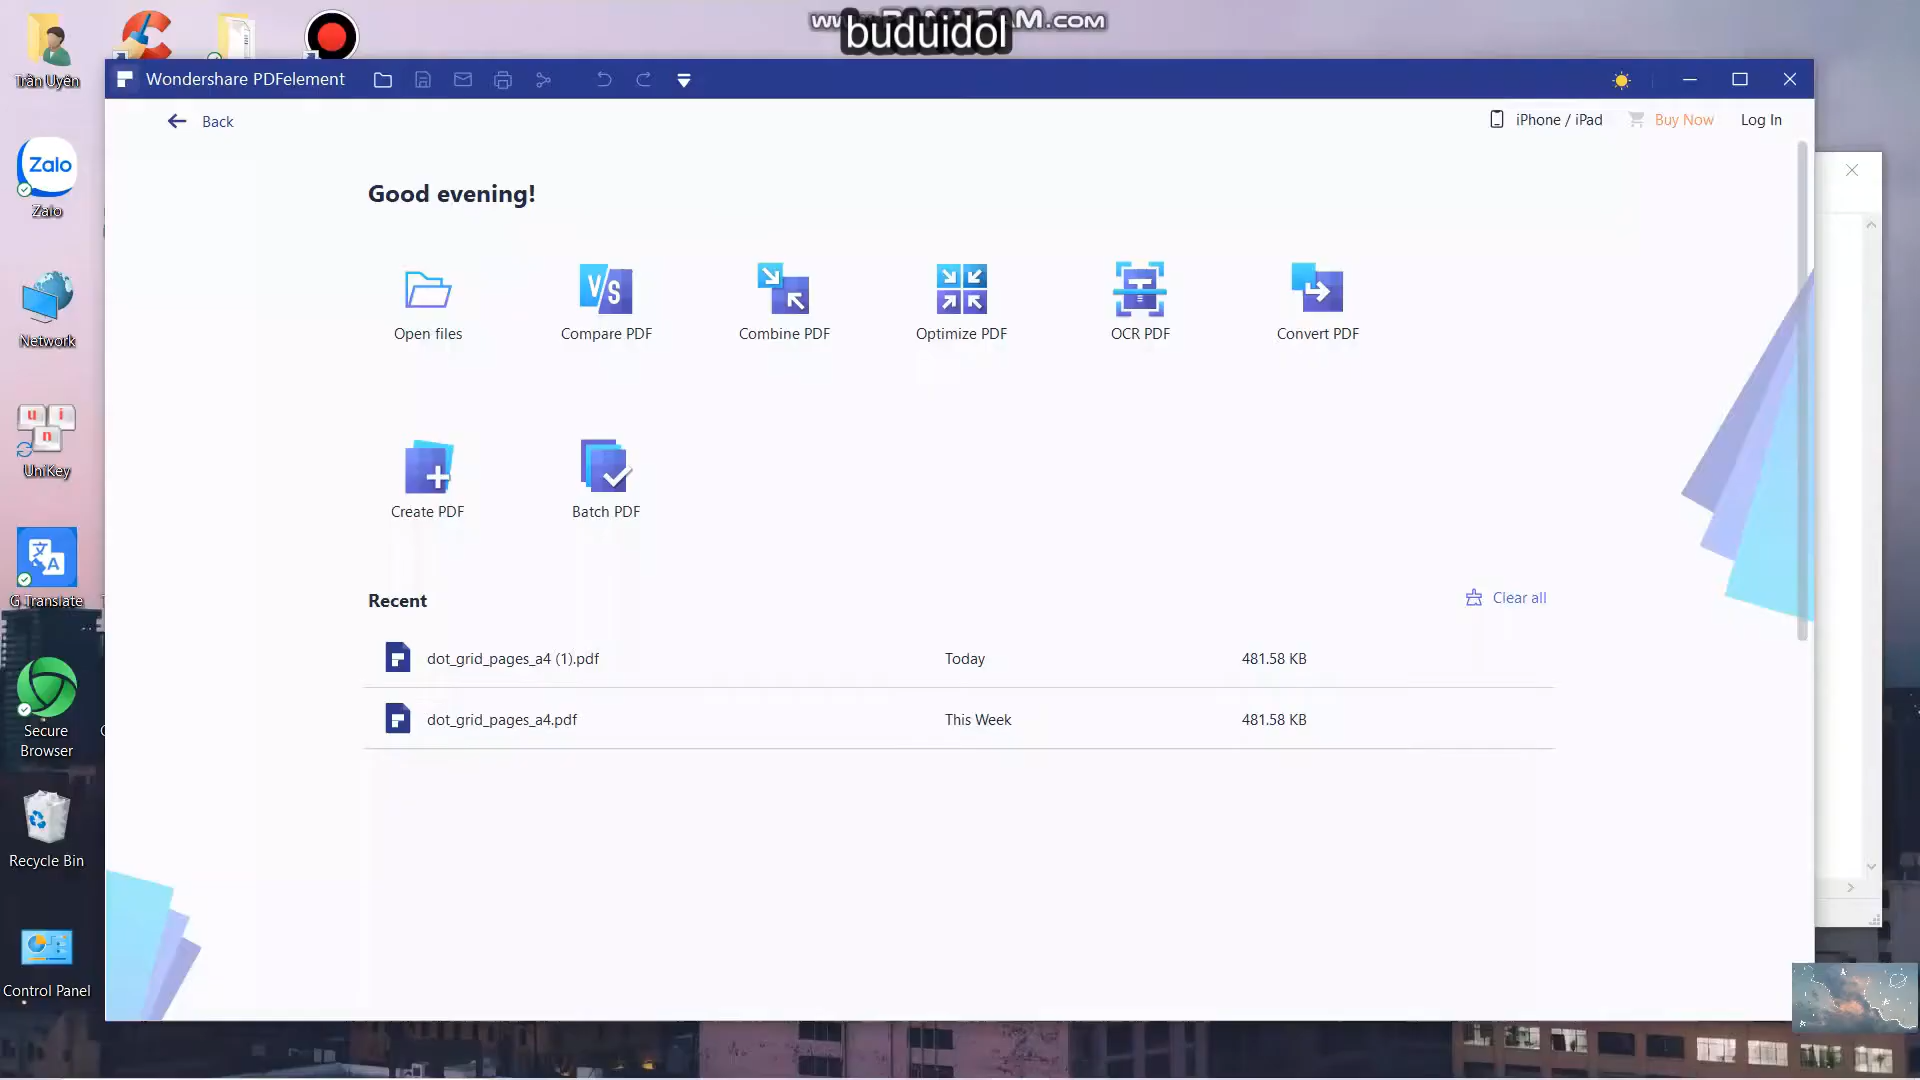 buduidol
Trần Uyên
Wondershare PDFelement
Back
iPhone / iPad
Buy Now
Log In
Zalo
Zalo
Good evening!
Open files
Compare PDF
Combine PDF
Optimize PDF
OCR PDF
Convert PDF
Network
u i
n
UniKey
Create PDF
Batch PDF
G Translate
Recent
Clear all
dot_grid_pages_a4 (1).pdf
Today
481.58 KB
dot_grid_pages_a4.pdf
This Week
481.58 KB
Secure
Browser
Recycle Bin
Control Panel